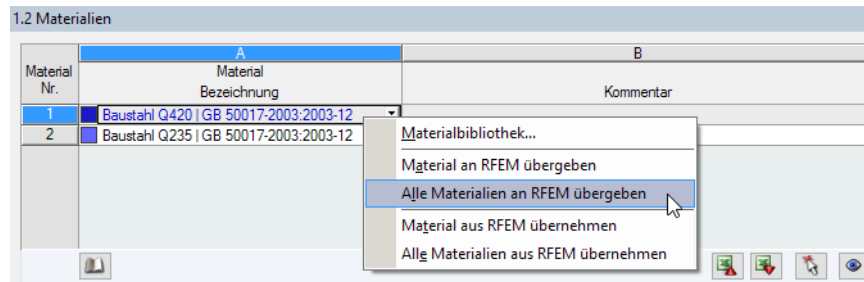 1.2 Materialien
A B
Material Material
Nr. Bezeichnung Kommentar
1 Baustahl Q420 | GB 50017-2003:2003-12
2 Baustahl Q235 | GB 50017-2003:2003-12
Materialbibliothek...
Material an RFEM übergeben
Alle Materialien an RFEM übergeben
Material aus RFEM übernehmen
Alle Materialien aus RFEM übernehmen